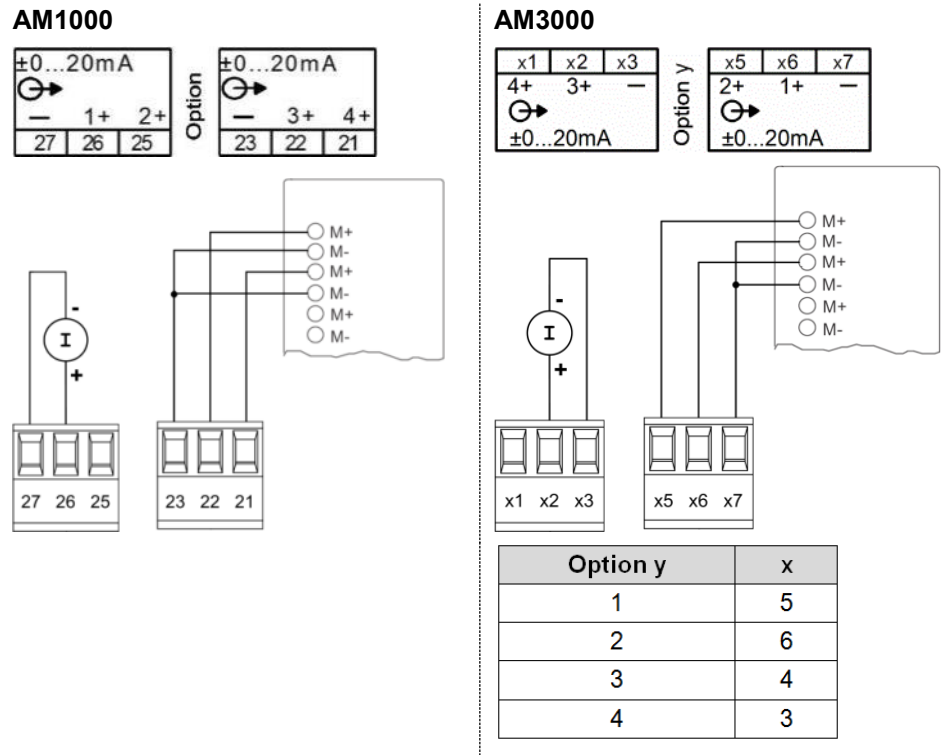 AM1000
±0...20mA
— 1+ 2+
27 26 25
Option
±0...20mA
— 3+ 4+
23 22 21
M+
M-
M+
M-
M+
M-
-
I
+
27 26 25
23 22 21
AM3000
x1 x2 x3
4+ 3+ —
±0...20mA
Option y
x5 x6 x7
2+ 1+ —
±0...20mA
M+
M-
M+
M-
M+
M-
-
I
+
x1 x2 x3
x5 x6 x7
Option y x
1 5
2 6
3 4
4 3